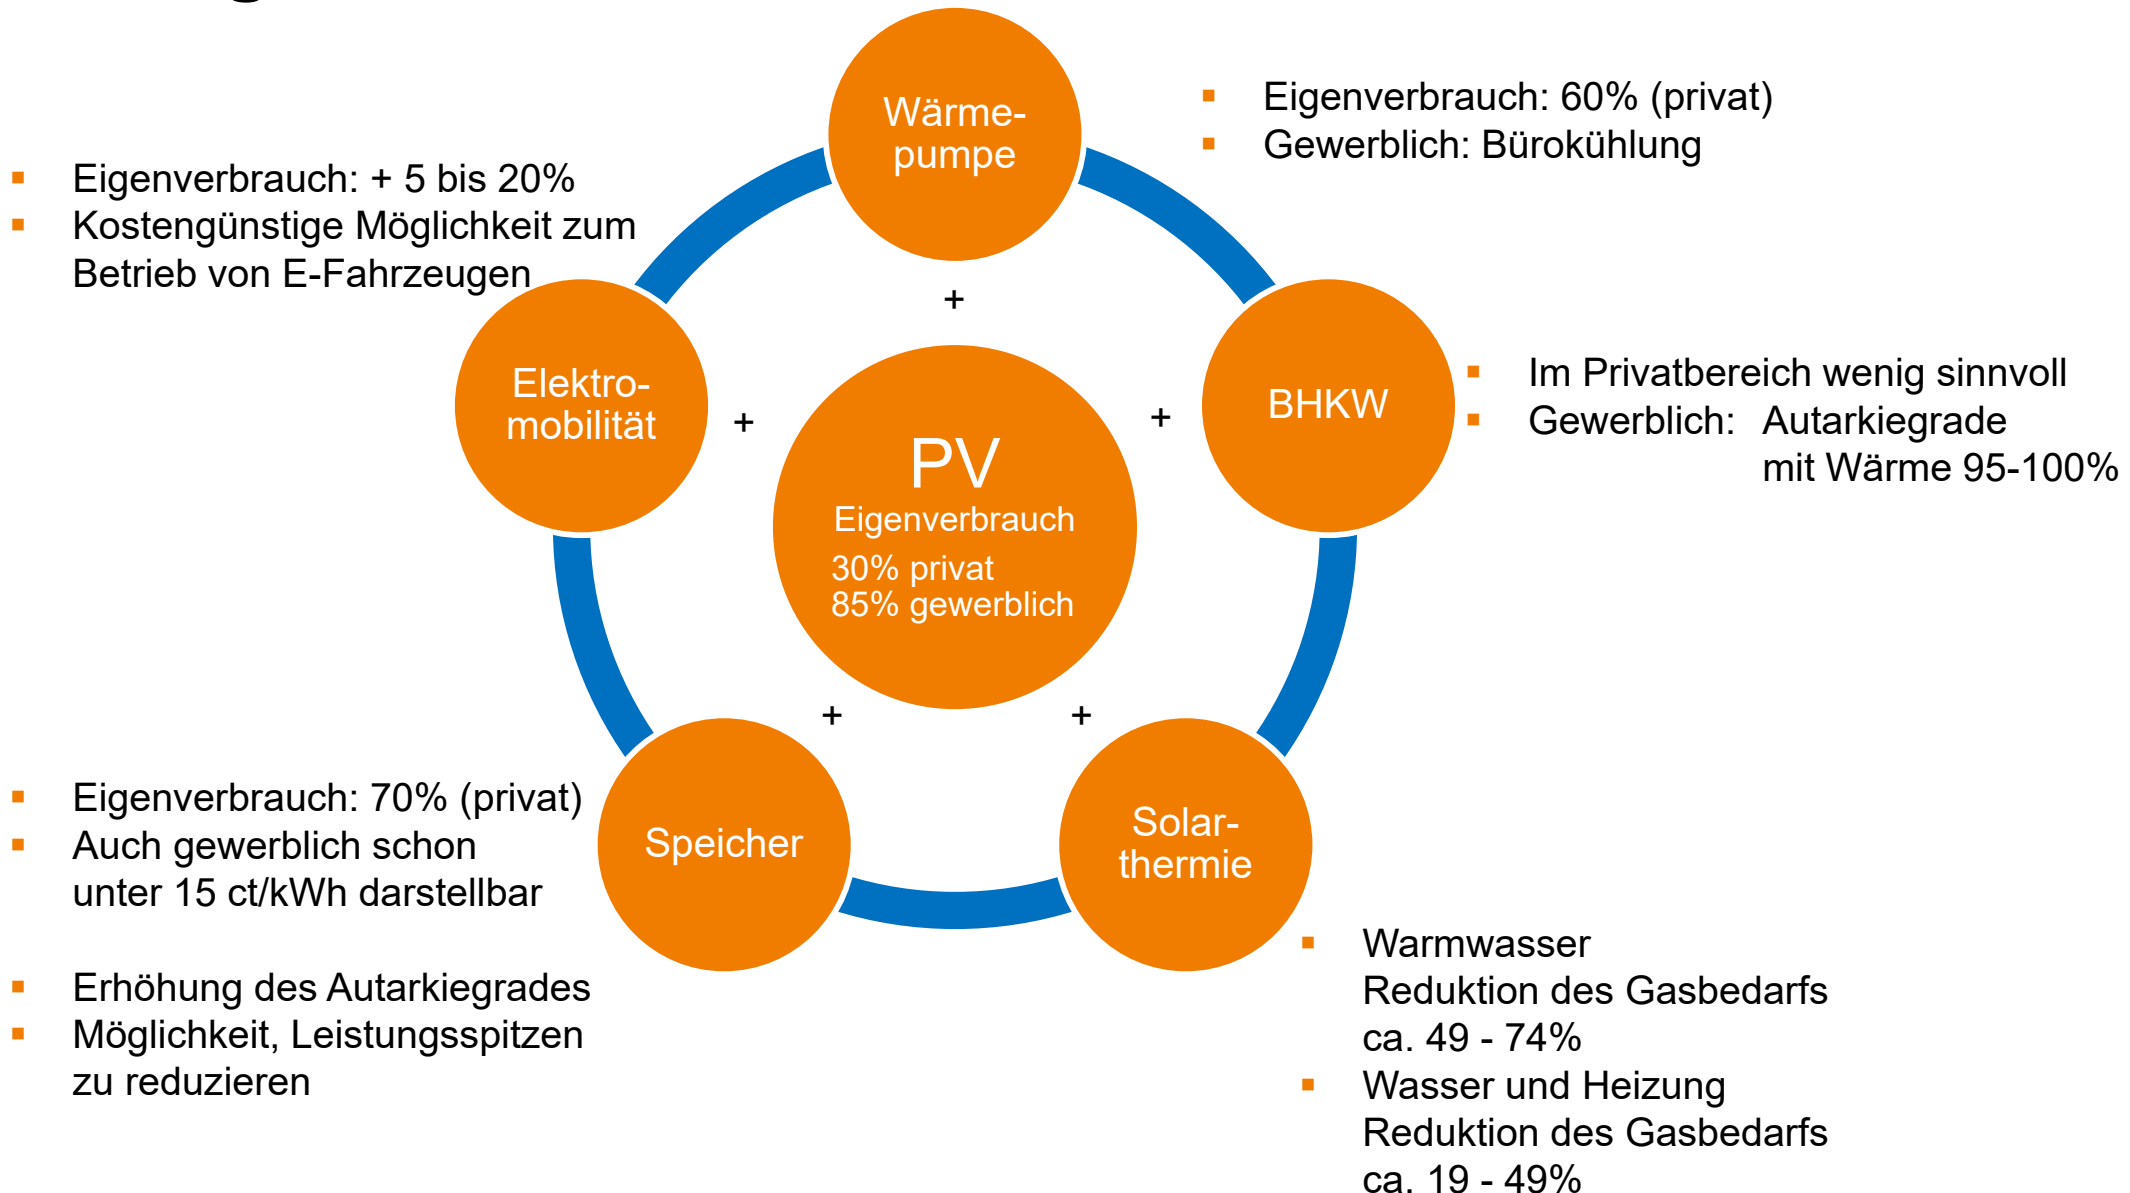 Wärme-
pumpe
Eigenverbrauch: 60% (privat)
Gewerblich: Bürokühlung
Eigenverbrauch: + 5 bis 20%
Kostengünstige Möglichkeit zum
Betrieb von E-Fahrzeugen
+
Elektro-
mobilität
+
+
BHKW
Im Privatbereich wenig sinnvoll
Gewerblich: Autarkiegrade
mit Wärme 95-100%
PV
Eigenverbrauch
30% privat
85% gewerblich
+
+
Eigenverbrauch: 70% (privat)
Auch gewerblich schon
unter 15 ct/kWh darstellbar
Erhöhung des Autarkiegrades
Möglichkeit, Leistungsspitzen
zu reduzieren
Speicher
Solar-
thermie
Warmwasser
Reduktion des Gasbedarfs
ca. 49 - 74%
Wasser und Heizung
Reduktion des Gasbedarfs
ca. 19 - 49%